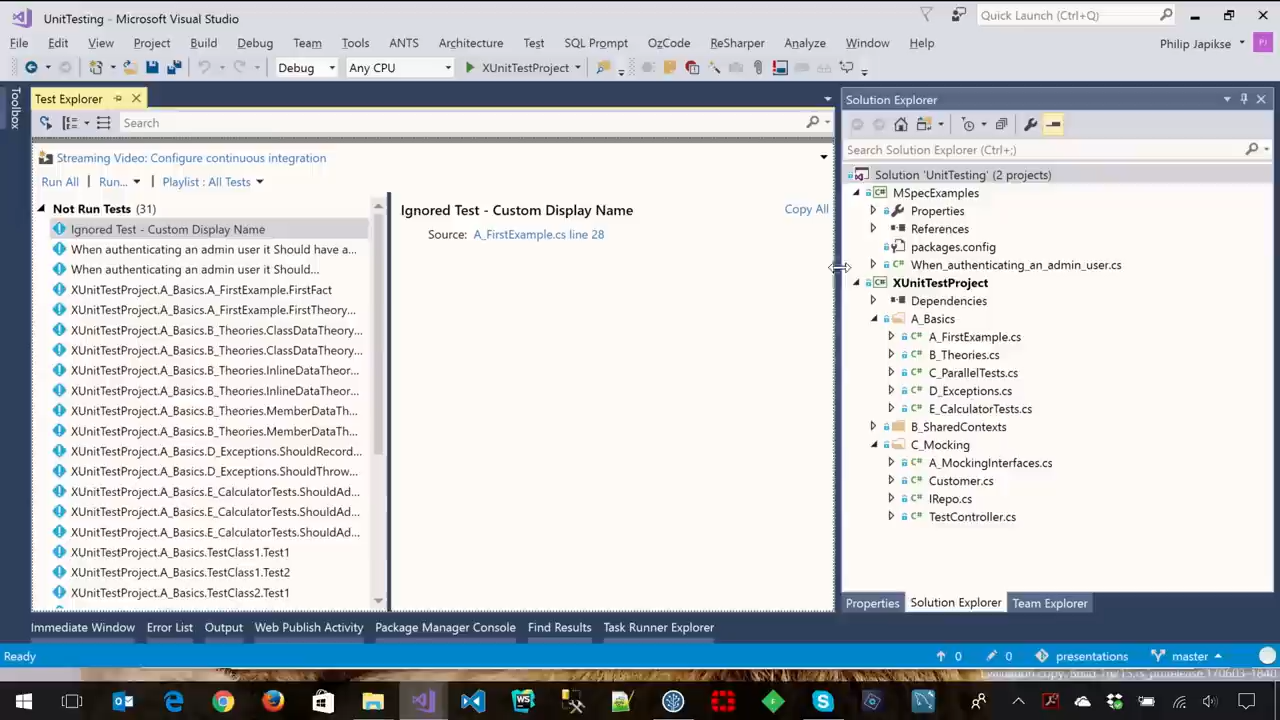 UnitTesting - Microsoft Visual Studio
Quick Launch (Ctrl+Q)
File Edit View Project Build Debug Team Tools ANTS Architecture Test SQL Prompt OzCode ReSharper Analyze Window Help Philip Japikse PJ
Debug Any CPU XUnitTestProject
Toolbox
Test Explorer
Search
Streaming Video: Configure continuous integration
Run All | Run... | Playlist : All Tests
Not Run Tests (31)
Ignored Test - Custom Display Name
When authenticating an admin user it Should have a...
When authenticating an admin user it Should...
XUnitTestProject.A_Basics.A_FirstExample.FirstFact
XUnitTestProject.A_Basics.A_FirstExample.FirstTheory...
XUnitTestProject.A_Basics.B_Theories.ClassDataTheory...
XUnitTestProject.A_Basics.B_Theories.ClassDataTheory...
XUnitTestProject.A_Basics.B_Theories.InlineDataTheor...
XUnitTestProject.A_Basics.B_Theories.InlineDataTheor...
XUnitTestProject.A_Basics.B_Theories.MemberDataTh...
XUnitTestProject.A_Basics.B_Theories.MemberDataTh...
XUnitTestProject.A_Basics.D_Exceptions.ShouldRecord...
XUnitTestProject.A_Basics.D_Exceptions.ShouldThrow...
XUnitTestProject.A_Basics.E_CalculatorTests.ShouldAd...
XUnitTestProject.A_Basics.E_CalculatorTests.ShouldAd...
XUnitTestProject.A_Basics.E_CalculatorTests.ShouldAd...
XUnitTestProject.A_Basics.TestClass1.Test1
XUnitTestProject.A_Basics.TestClass1.Test2
XUnitTestProject.A_Basics.TestClass2.Test1
Ignored Test - Custom Display Name
Copy All
Source: A_FirstExample.cs line 28
Solution Explorer
Search Solution Explorer (Ctrl+;)
Solution 'UnitTesting' (2 projects)
MSpecExamples
Properties
References
packages.config
When_authenticating_an_admin_user.cs
XUnitTestProject
Dependencies
A_Basics
A_FirstExample.cs
B_Theories.cs
C_ParallelTests.cs
D_Exceptions.cs
E_CalculatorTests.cs
B_SharedContexts
C_Mocking
A_MockingInterfaces.cs
Customer.cs
IRepo.cs
TestController.cs
Properties Solution Explorer Team Explorer
Immediate Window Error List Output Web Publish Activity Package Manager Console Find Results Task Runner Explorer
Ready 0 0 presentations master
Evaluation copy. Build 16215.rs_prerelease.170603-1840